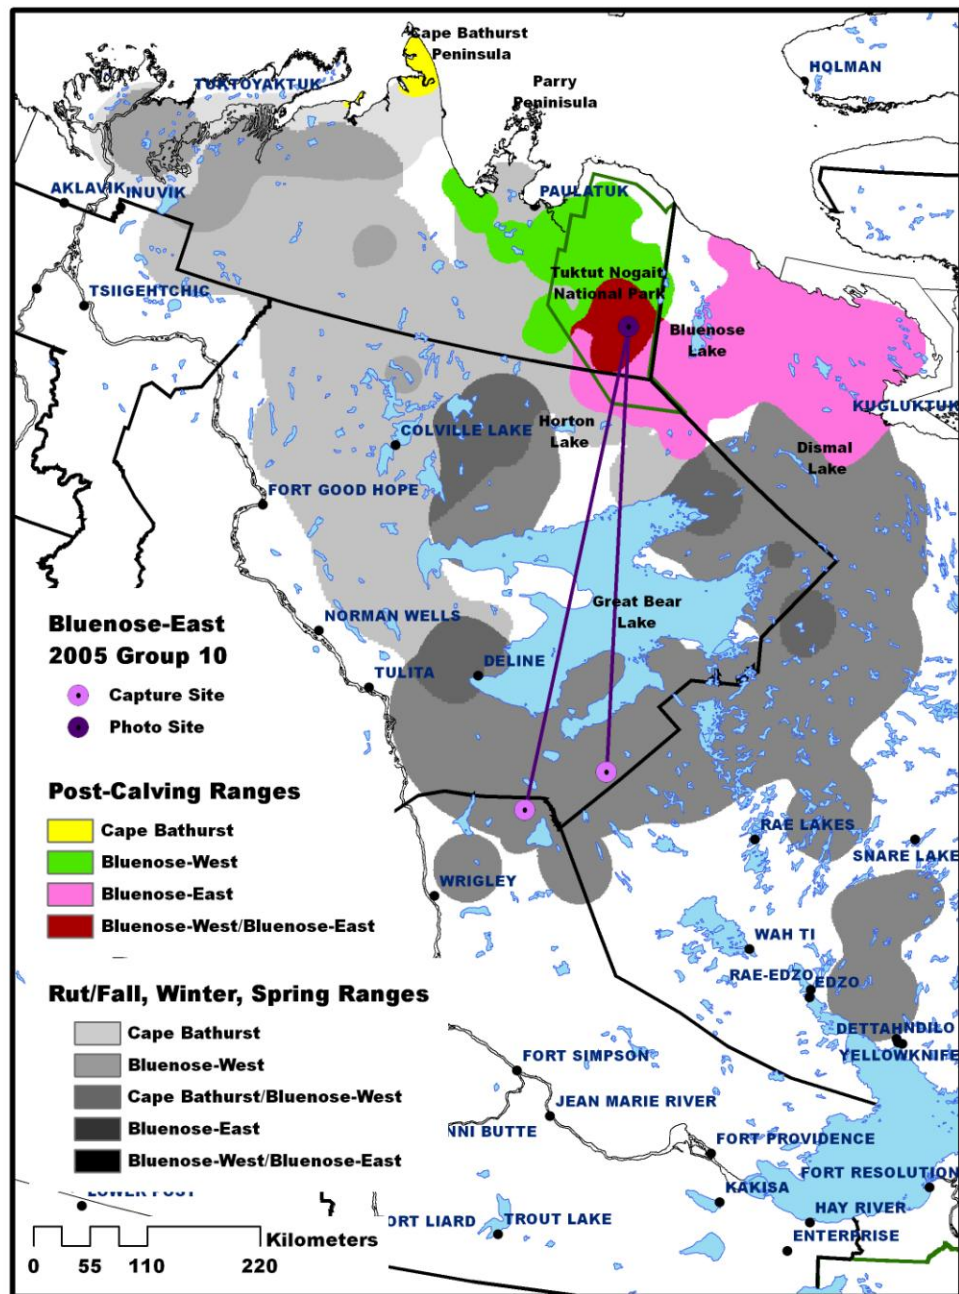 Cape Bathurst
Peninsula
HOLMAN
TUKTOYAKTUK
Parry
Peninisula
AKLAVIK
INUVIK
PAULATUK
TSIIGEHTCHIC
Tuktut Nogait
National Park
Bluenose
Lake
KUGLUKTUK
Horton
Lake
COLVILLE LAKE
Dismal
Lake
FORT GOOD HOPE
Great Bear
Lake
NORMAN WELLS
DELINE
TULITA
Bluenose-East
2005 Group 10
Capture Site
Photo Site
Post-Calving Ranges
Cape Bathurst
Bluenose-West
Bluenose-East
Bluenose-West/Bluenose-East
RAE LAKES
SNARE LAKE
WRIGLEY
WAH TI
RAE-EDZO
EDZO
DETTAH
NDILO
YELLOWKNIFE
Rut/Fall, Winter, Spring Ranges
Cape Bathurst
Bluenose-West
Cape Bathurst/Bluenose-West
Bluenose-East
Bluenose-West/Bluenose-East
FORT SIMPSON
JEAN MARIE RIVER
NNI BUTTE
FORT PROVIDENCE
FORT RESOLUTION
KAKISA
HAY RIVER
ENTERPRISE
LOWER POST
ORT LIARD
TROUT LAKE
Kilometers
0 55 110 220